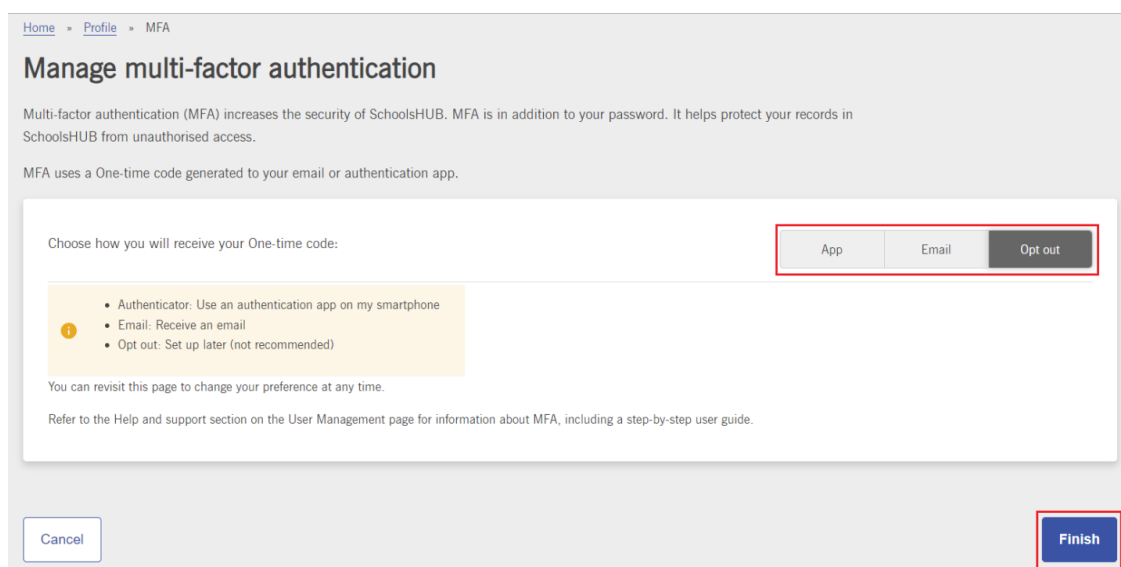 Home » Profile » MFA
Manage multi-factor authentication
Multi-factor authentication (MFA) increases the security of SchoolsHUB. MFA is in addition to your password. It helps protect your records in
SchoolsHUB from unauthorised access.
MFA uses a One-time code generated to your email or authentication app.
Choose how you will receive your One-time code:
App Email Opt out
• Authenticator: Use an authentication app on my smartphone
• Email: Receive an email
• Opt out: Set up later (not recommended)
You can revisit this page to change your preference at any time.
Refer to the Help and support section on the User Management page for information about MFA, including a step-by-step user guide.
Cancel Finish